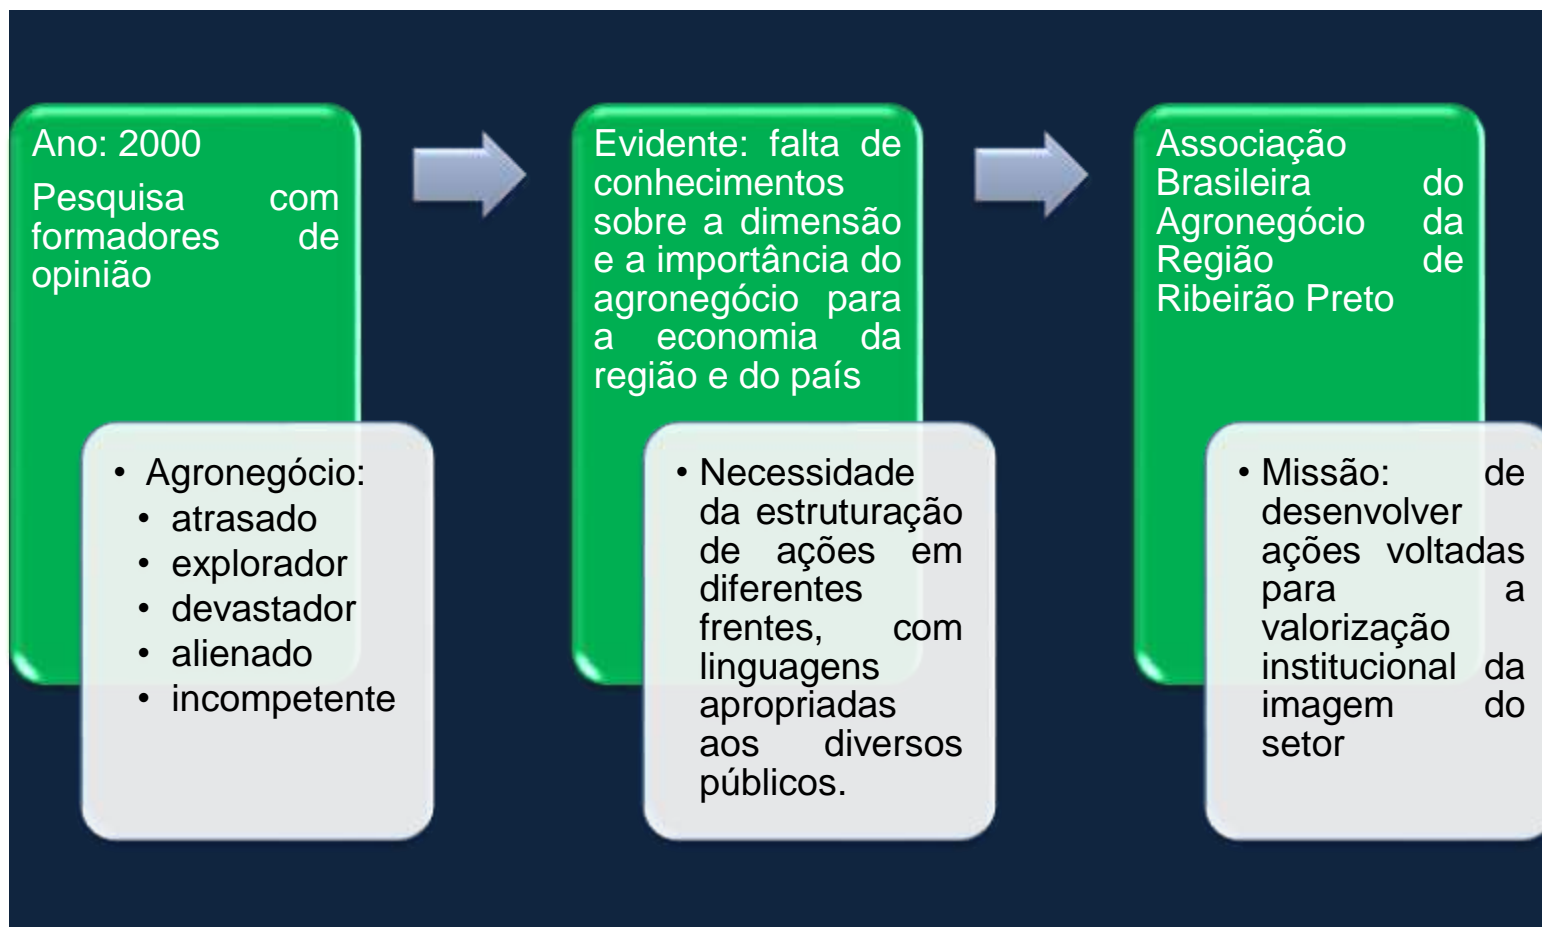 Ano: 2000
Pesquisa com
formadores de
opinião
• Agronegócio:
• atrasado
• explorador
• devastador
• alienado
• incompetente
Evidente: falta de
conhecimentos
sobre a dimensão
e a importância do
agronegócio para
a economia da
região e do país
• Necessidade
da estruturação
de ações em
diferentes
frentes, com
linguagens
apropriadas
aos diversos
públicos.
Associação
Brasileira do
Agronegócio da
Região de
Ribeirão Preto
• Missão: de
desenvolver
ações voltadas
para a
valorização
institucional da
imagem do
setor